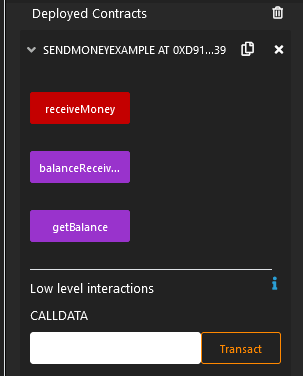 Deployed Contracts
SENDMONEYEXAMPLE AT 0XD91...39
receiveMoney
balanceReceiv...
getBalance
Low level interactions
CALLDATA
Transact